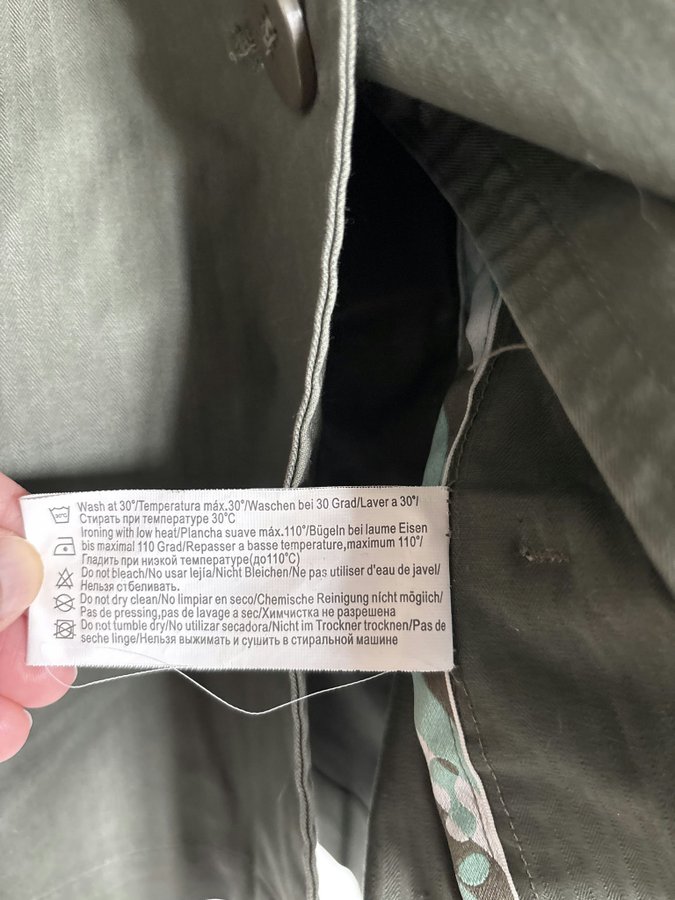 30°C
Wash at 30°/Temperatura máx.30°/Waschen bei 30 Grad/Laver a 30°/
Стирать при температуре 30°С
Ironing with low heat/Plancha suave máx.110°/Bügeln bei laume Eisen
bis maximal 110 Grad/Repasser a basse temperature,maximum 110°/
Гладить при низкой температуре(до110°С)
Do not bleach/No usar lejía/Nicht Bleichen/Ne pas utiliser d'eau de javel/
Нельзя отбеливать.
Do not dry clean/No limpiar en seco/Chemische Reinigung nícht mögiich/
Pas de pressing,pas de lavage a sec/Химчистка не разрешена
Do not tumble dry/No utilizar secadora/Nicht im Trockner trocknen/Pas de
seche linge/Нельзя выжимать и сушить в стиральной машине